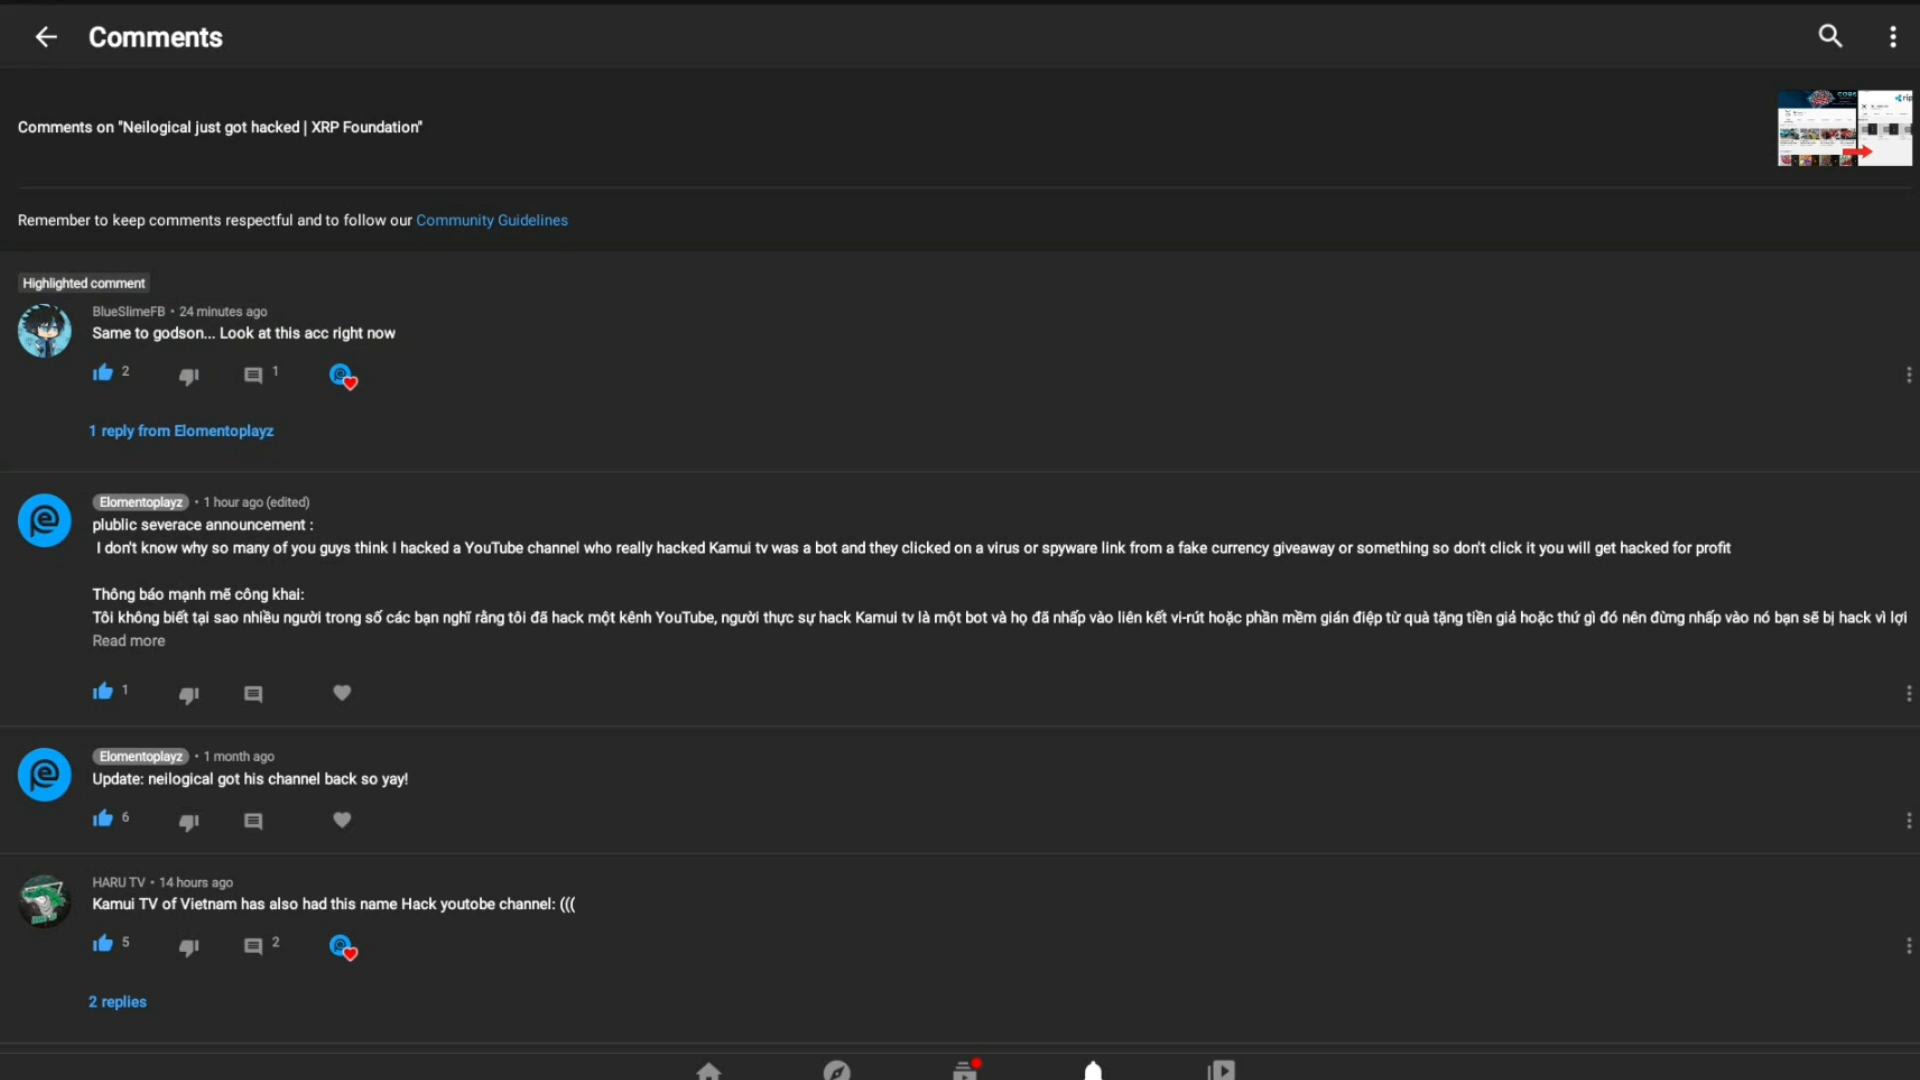 Comments
Comments on "Neilogical just got hacked | XRP Foundation"
Remember to keep comments respectful and to follow our Community Guidelines
Highlighted comment
BlueSlimeFB • 24 minutes ago
Same to godson... Look at this acc right now
2
1
1 reply from Elomentoplayz
Elomentoplayz • 1 hour ago (edited)
plublic severace announcement :
I don't know why so many of you guys think I hacked a YouTube channel who really hacked Kamui tv was a bot and they clicked on a virus or spyware link from a fake currency giveaway or something so don't click it you will get hacked for profit
Thông báo mạnh mẽ công khai:
Tôi không biết tại sao nhiều người trong số các bạn nghĩ rằng tôi đã hack một kênh YouTube, người thực sự hack Kamui tv là một bot và họ đã nhấp vào liên kết vi-rút hoặc phần mềm gián điệp từ quà tặng tiền giả hoặc thứ gì đó nên đừng nhấp vào nó bạn sẽ bị hack vì lợi
Read more
1
Elomentoplayz • 1 month ago
Update: neilogical got his channel back so yay!
6
HARU TV • 14 hours ago
Kamui TV of Vietnam has also had this name Hack youtobe channel: (((
5
2
2 replies